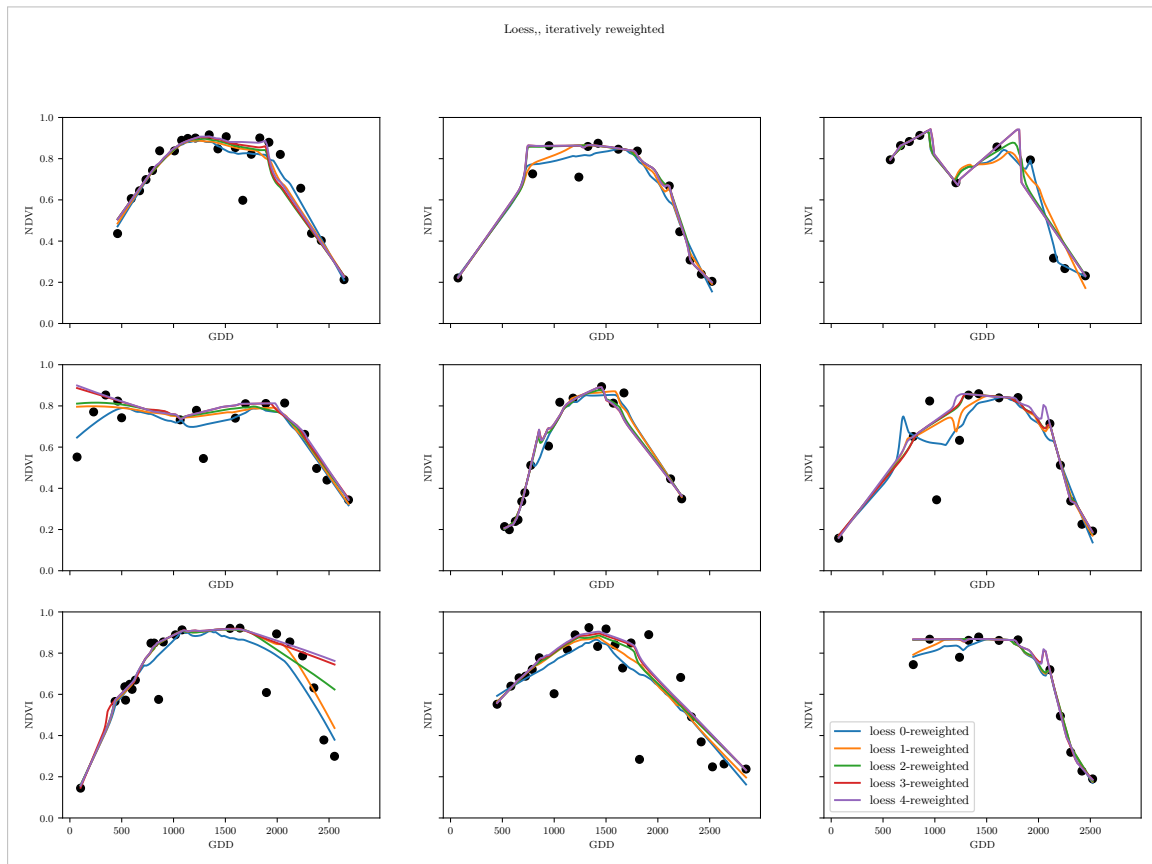 Loess,, iteratively reweighted
1.0
0.8
0.6
0.4
0.2
0.0
NDVI
GDD
NDVI
GDD
NDVI
GDD
1.0
0.8
0.6
0.4
0.2
0.0
NDVI
GDD
NDVI
GDD
NDVI
GDD
1.0
0.8
0.6
0.4
0.2
0.0
NDVI
0 500 1000 1500 2000 2500
GDD
NDVI
0 500 1000 1500 2000 2500
GDD
NDVI
loess 0-reweighted
loess 1-reweighted
loess 2-reweighted
loess 3-reweighted
loess 4-reweighted
0 500 1000 1500 2000 2500
GDD